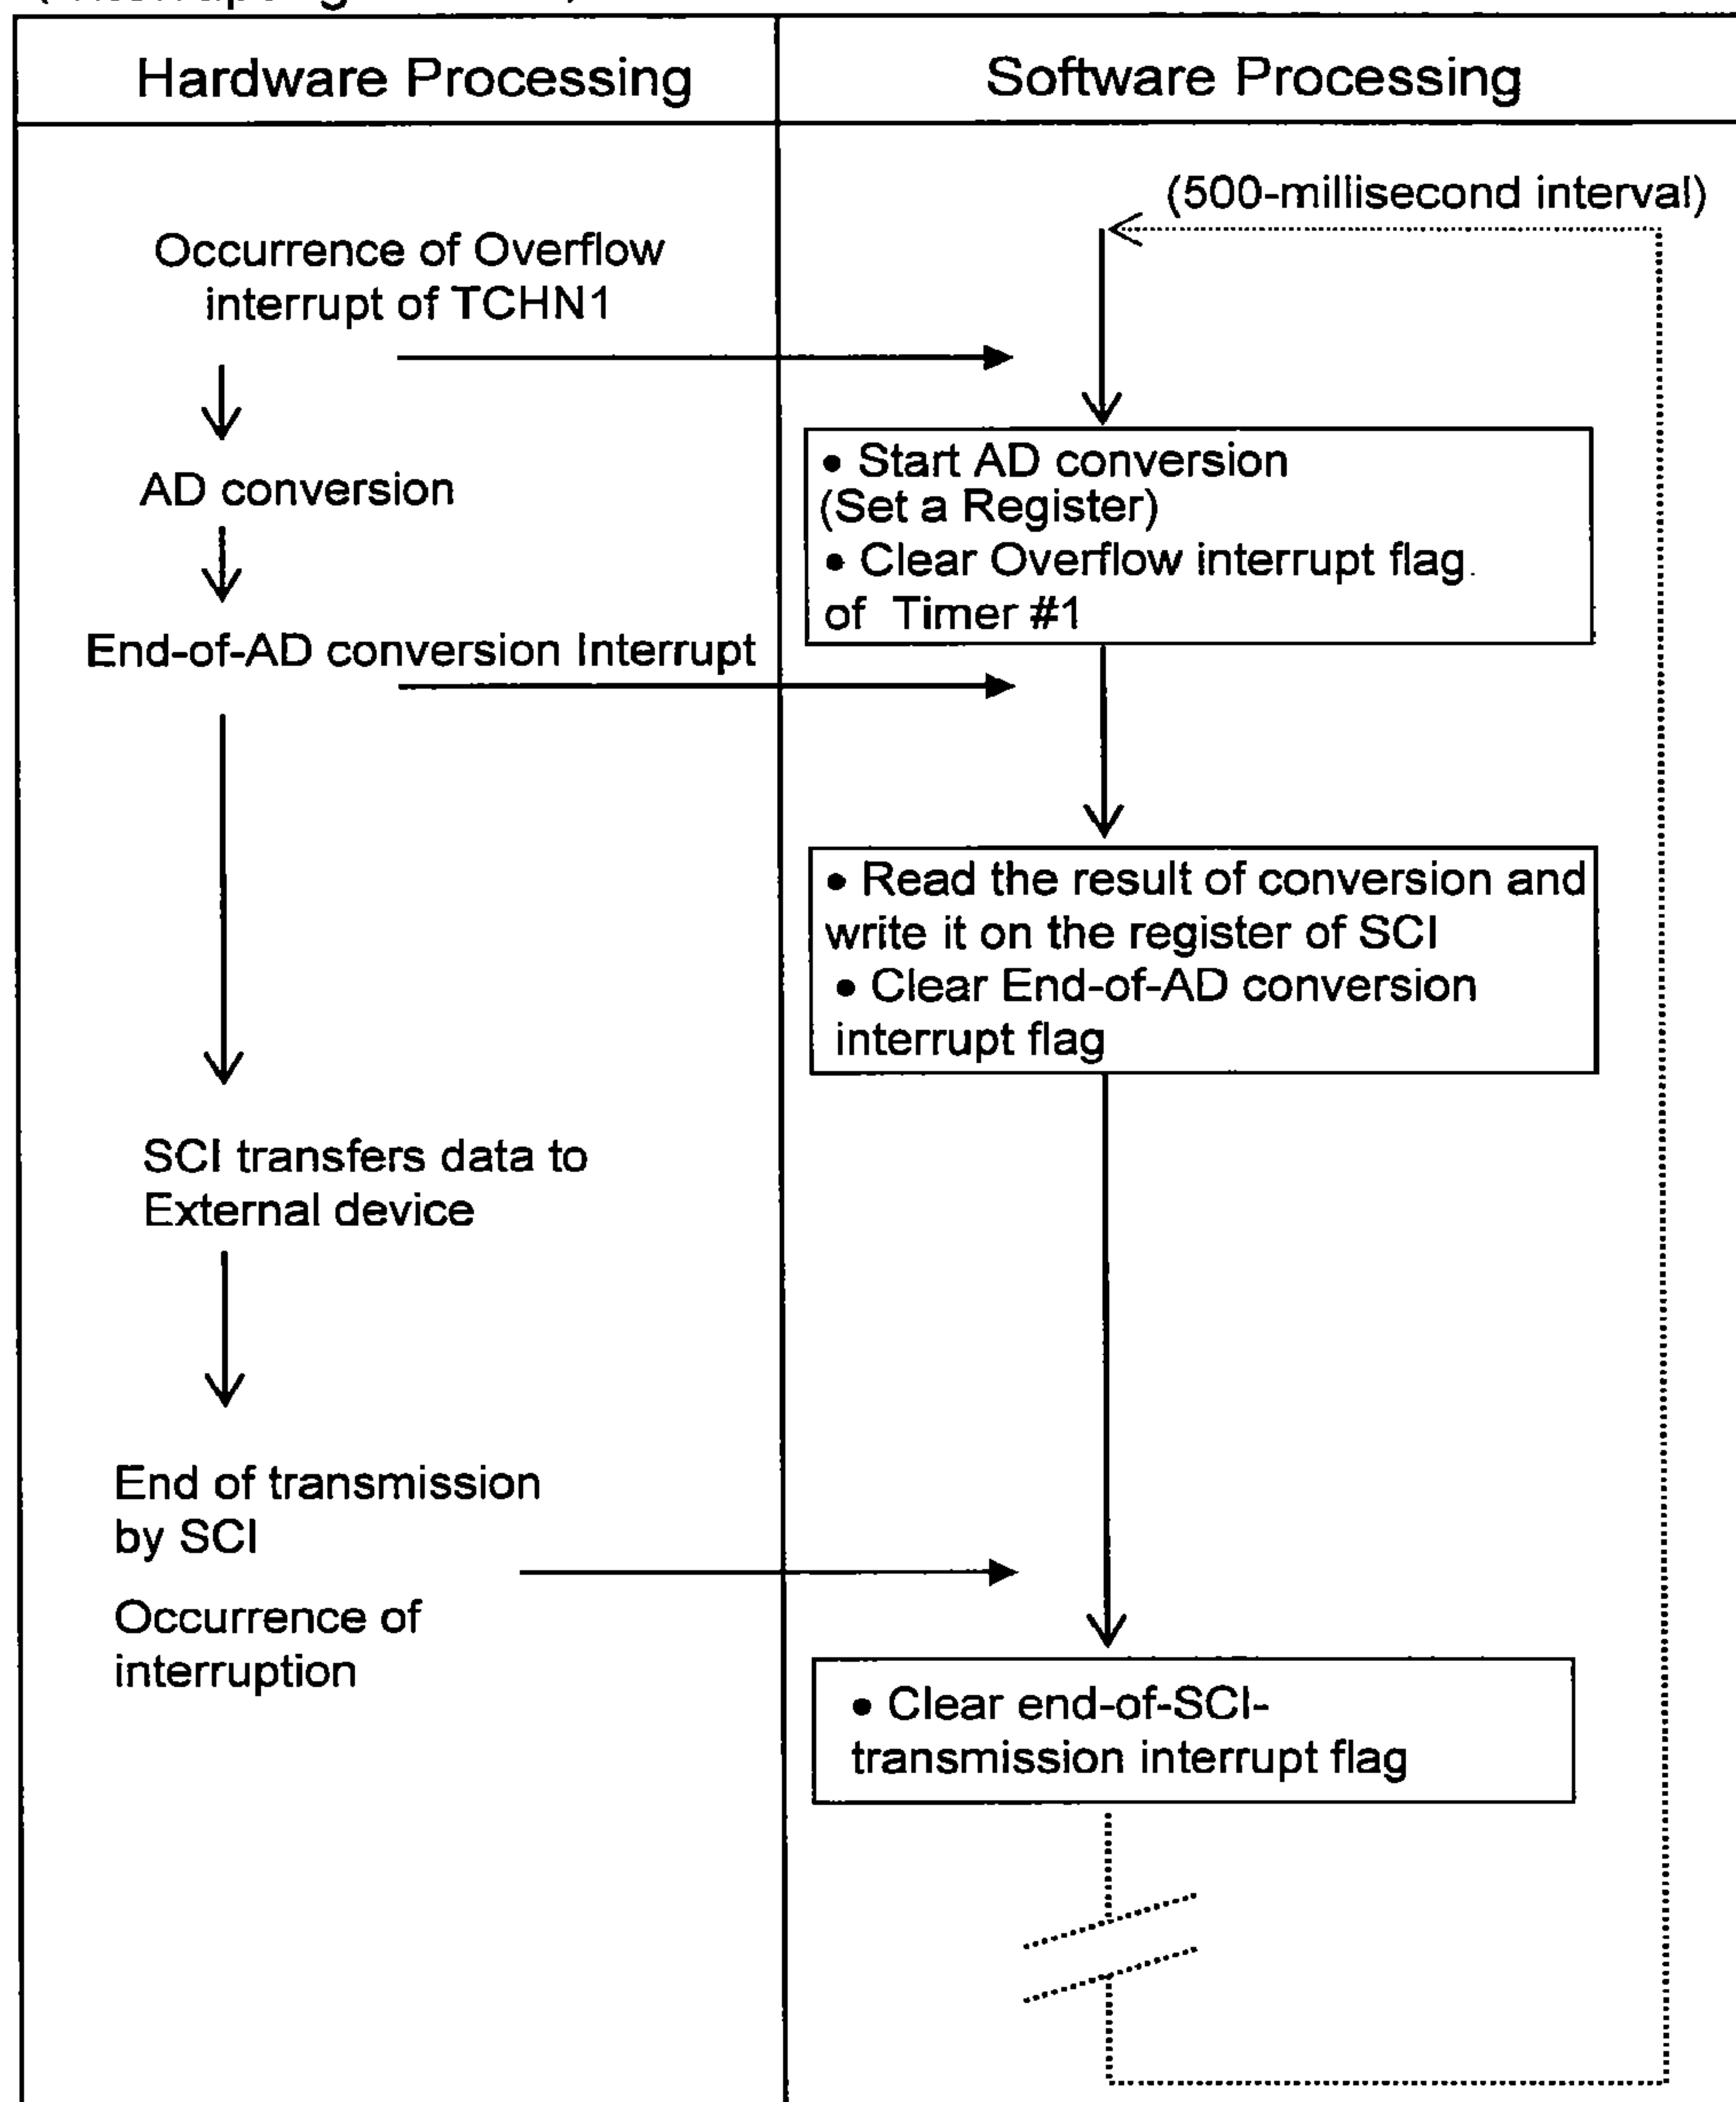 Hardware Processing
Software Processing
(500-millisecond interval)
Occurrence of Overflow
interrupt of TCHN1
AD conversion
End-of-AD conversion Interrupt
• Start AD conversion
(Set a Register)
• Clear Overflow interrupt flag.
of Timer #1
• Read the result of conversion and
write it on the register of SCI
• Clear End-of-AD conversion
interrupt flag
SCI transfers data to
External device
End of transmission
by SCI
Occurrence of
interruption
• Clear end-of-SCI-
transmission interrupt flag